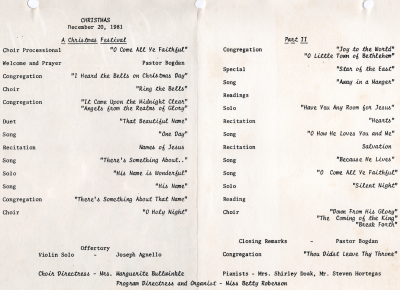 CHRISTMAS
December 20, 1981
A Christmas Festival
Choir Processional "O Come All Ye Faithful"
Welcome and Prayer Pastor Bogdan
Congregation "I Heard the Bells on Christmas Day"
Choir "Ring the Bells"
Congregation "It Came Upon the Midnight Clear"
"Angels from the Realms of Glory"
Duet "That Beautiful Name"
Song "One Day"
Recitation Names of Jesus
Song "There's Something About.."
Solo "His Name is Wonderful"
Song "His Name"
Congregation "There's Something About That Name"
Choir "O Holy Night"
Offertory
Violin Solo - Joseph Agnello
Part II
Congregation "Joy to the World"
"O Little Town of Bethlehem"
Special "Star of the East"
Song "Away in a Manger"
Readings
Solo "Have You Any Room for Jesus"
Recitation "Hearts"
Song "O How He Loves You and Me"
Recitation Salvation
Song "Because He Lives"
Song "O Come All Ye Faithful"
Solo "Silent Night"
Reading
Choir "Down From His Glory"
"The Coming of the King"
"Break Forth"
Closing Remarks - Pastor Bogdan
Congregation "Thou Didst Leave Thy Throne"
Choir Directress - Mrs. Marguerite Bullwinkle Pianists - Mrs. Shirley Doak, Mr. Steven Hortegas
Program Directress and Organist - Miss Betty Roberson